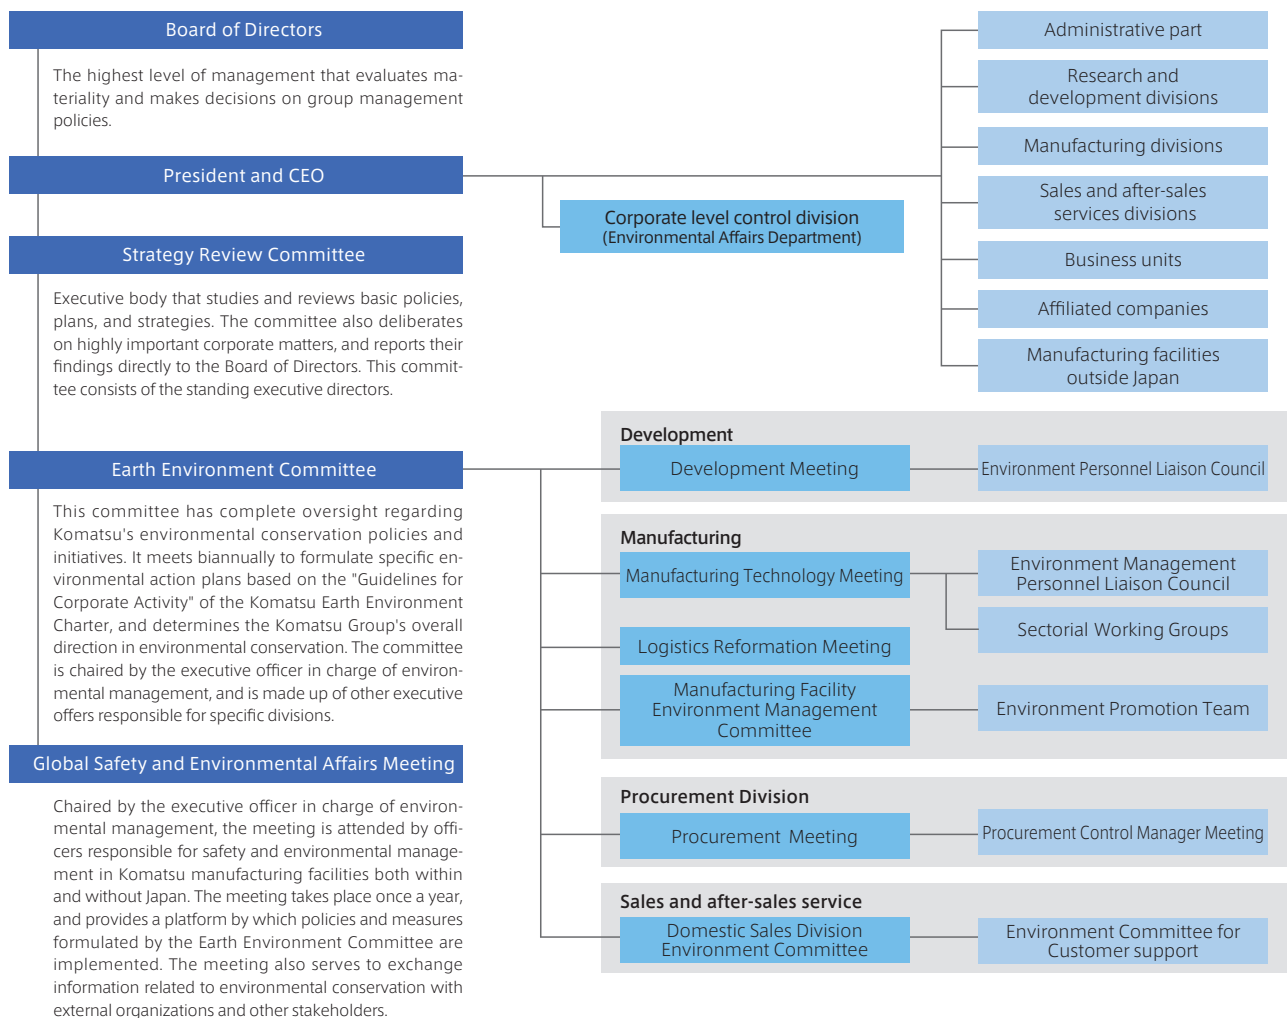 Board of Directors
The highest level of management that evaluates ma-
teriality and makes decisions on group management
policies.
President and CEO
Strategy Review Committee
Executive body that studies and reviews basic policies,
plans, and strategies. The committee also deliberates
on highly important corporate matters, and reports their
findings directly to the Board of Directors. This commit-
tee consists of the standing executive directors.
Earth Environment Committee
This committee has complete oversight regarding
Komatsu's environmental conservation policies and
initiatives. It meets biannually to formulate specific en-
vironmental action plans based on the "Guidelines for
Corporate Activity" of the Komatsu Earth Environment
Charter, and determines the Komatsu Group's overall
direction in environmental conservation. The committee
is chaired by the executive officer in charge of environ-
mental management, and is made up of other executive
offers responsible for specific divisions.
Global Safety and Environmental Affairs Meeting
Chaired by the executive officer in charge of environ-
mental management, the meeting is attended by offi-
cers responsible for safety and environmental manage-
ment in Komatsu manufacturing facilities both within
and without Japan. The meeting takes place once a year,
and provides a platform by which policies and measures
formulated by the Earth Environment Committee are
implemented. The meeting also serves to exchange
information related to environmental conservation with
external organizations and other stakeholders.
Corporate level control division
(Environmental Affairs Department)
Administrative part
Research and
development divisions
Manufacturing divisions
Sales and after-sales
services divisions
Business units
Affiliated companies
Manufacturing facilities
outside Japan
Development
Development Meeting
Environment Personnel Liaison Council
Manufacturing
Manufacturing Technology Meeting
Environment Management
Personnel Liaison Council
Sectorial Working Groups
Logistics Reformation Meeting
Manufacturing Facility
Environment Management
Committee
Environment Promotion Team
Procurement Division
Procurement Meeting
Procurement Control Manager Meeting
Sales and after-sales service
Domestic Sales Division
Environment Committee
Environment Committee for
Customer support